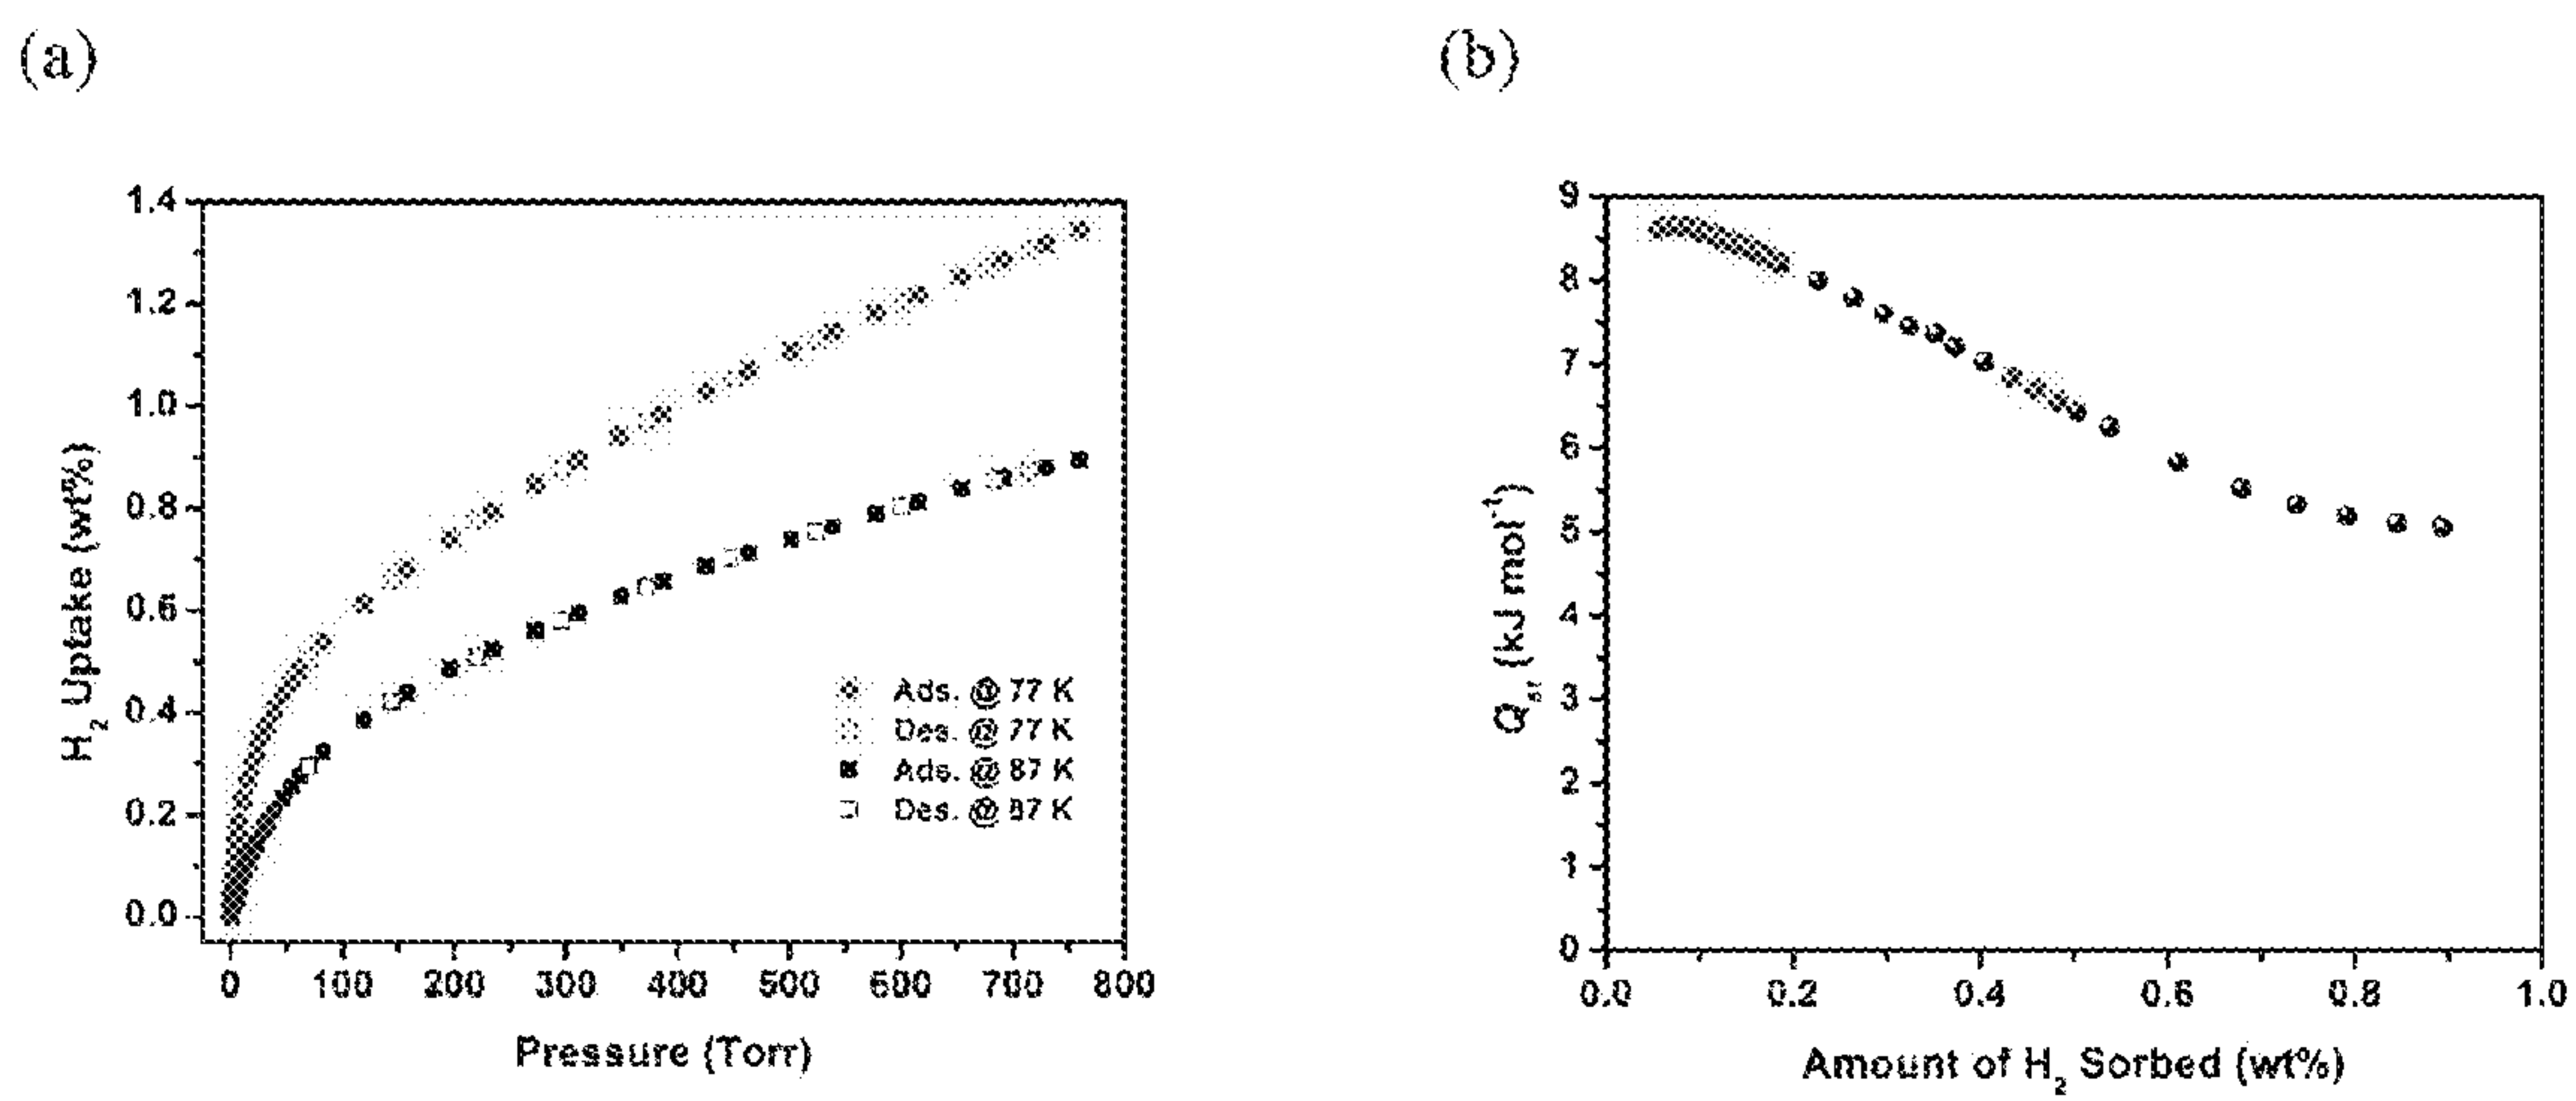 (a)
(b)
H2 Uptake (wt%)
1.4
1.2
1.0
0.8
0.6
0.4
0.2
0.0
0 100 200 300 400 500 600 700 800
Pressure (Torr)
Ads. @ 77 K
Des. @ 77 K
Ads. @ 87 K
Des. @ 87 K
Qst (kJ mol-1)
9
8
7
6
5
4
3
2
1
0
0.0 0.2 0.4 0.6 0.8 1.0
Amount of H2 Sorbed (wt%)